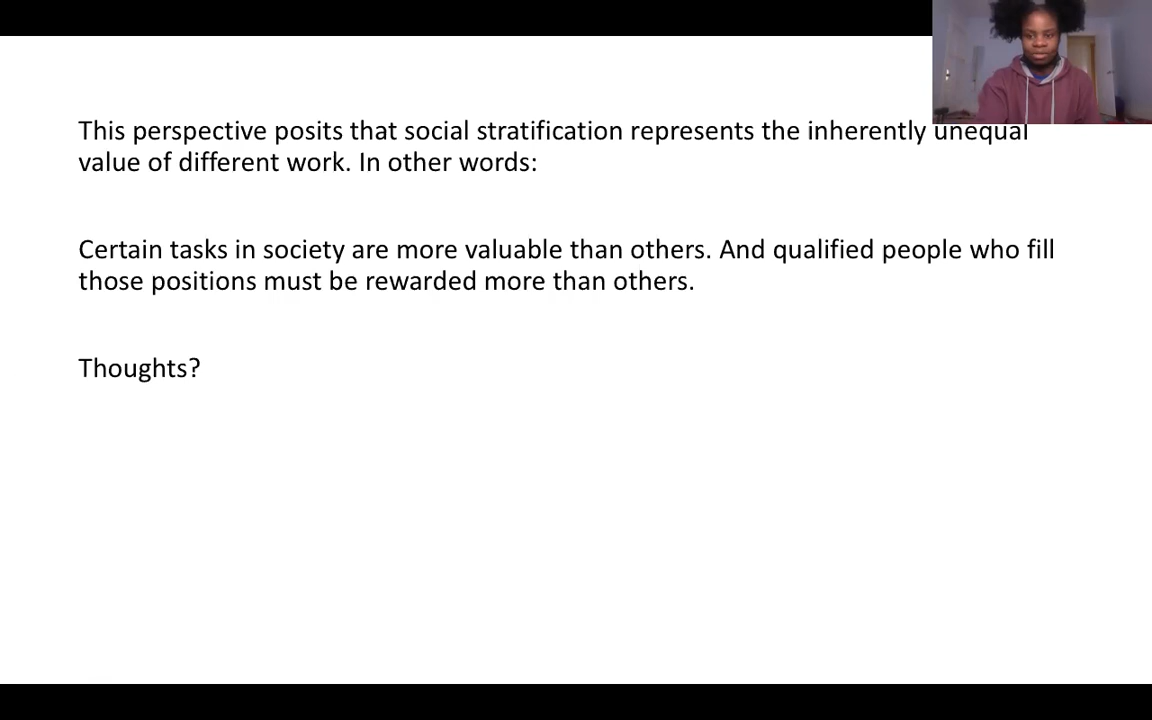 This perspective posits that social stratification represents the inherently unequal
value of different work. In other words:
Certain tasks in society are more valuable than others. And qualified people who fill
those positions must be rewarded more than others.
Thoughts?